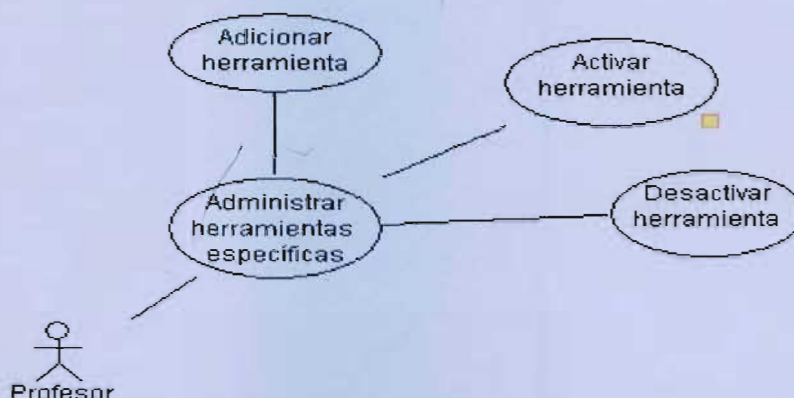 Adicionar
herramienta
Activar
herramienta
Desactivar
herramienta
Administrar
herramientas
específicas
Profesor